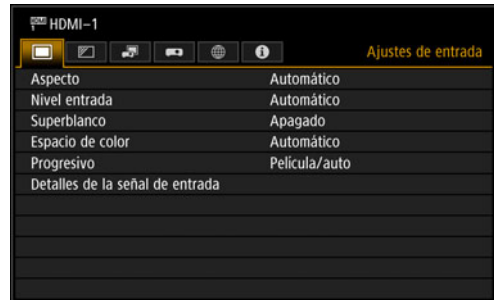 HDMI-1
Ajustes de entrada
Aspecto Automático
Nivel entrada Automático
Superblanco Apagado
Espacio de color Automático
Progresivo Película/auto
Detalles de la señal de entrada